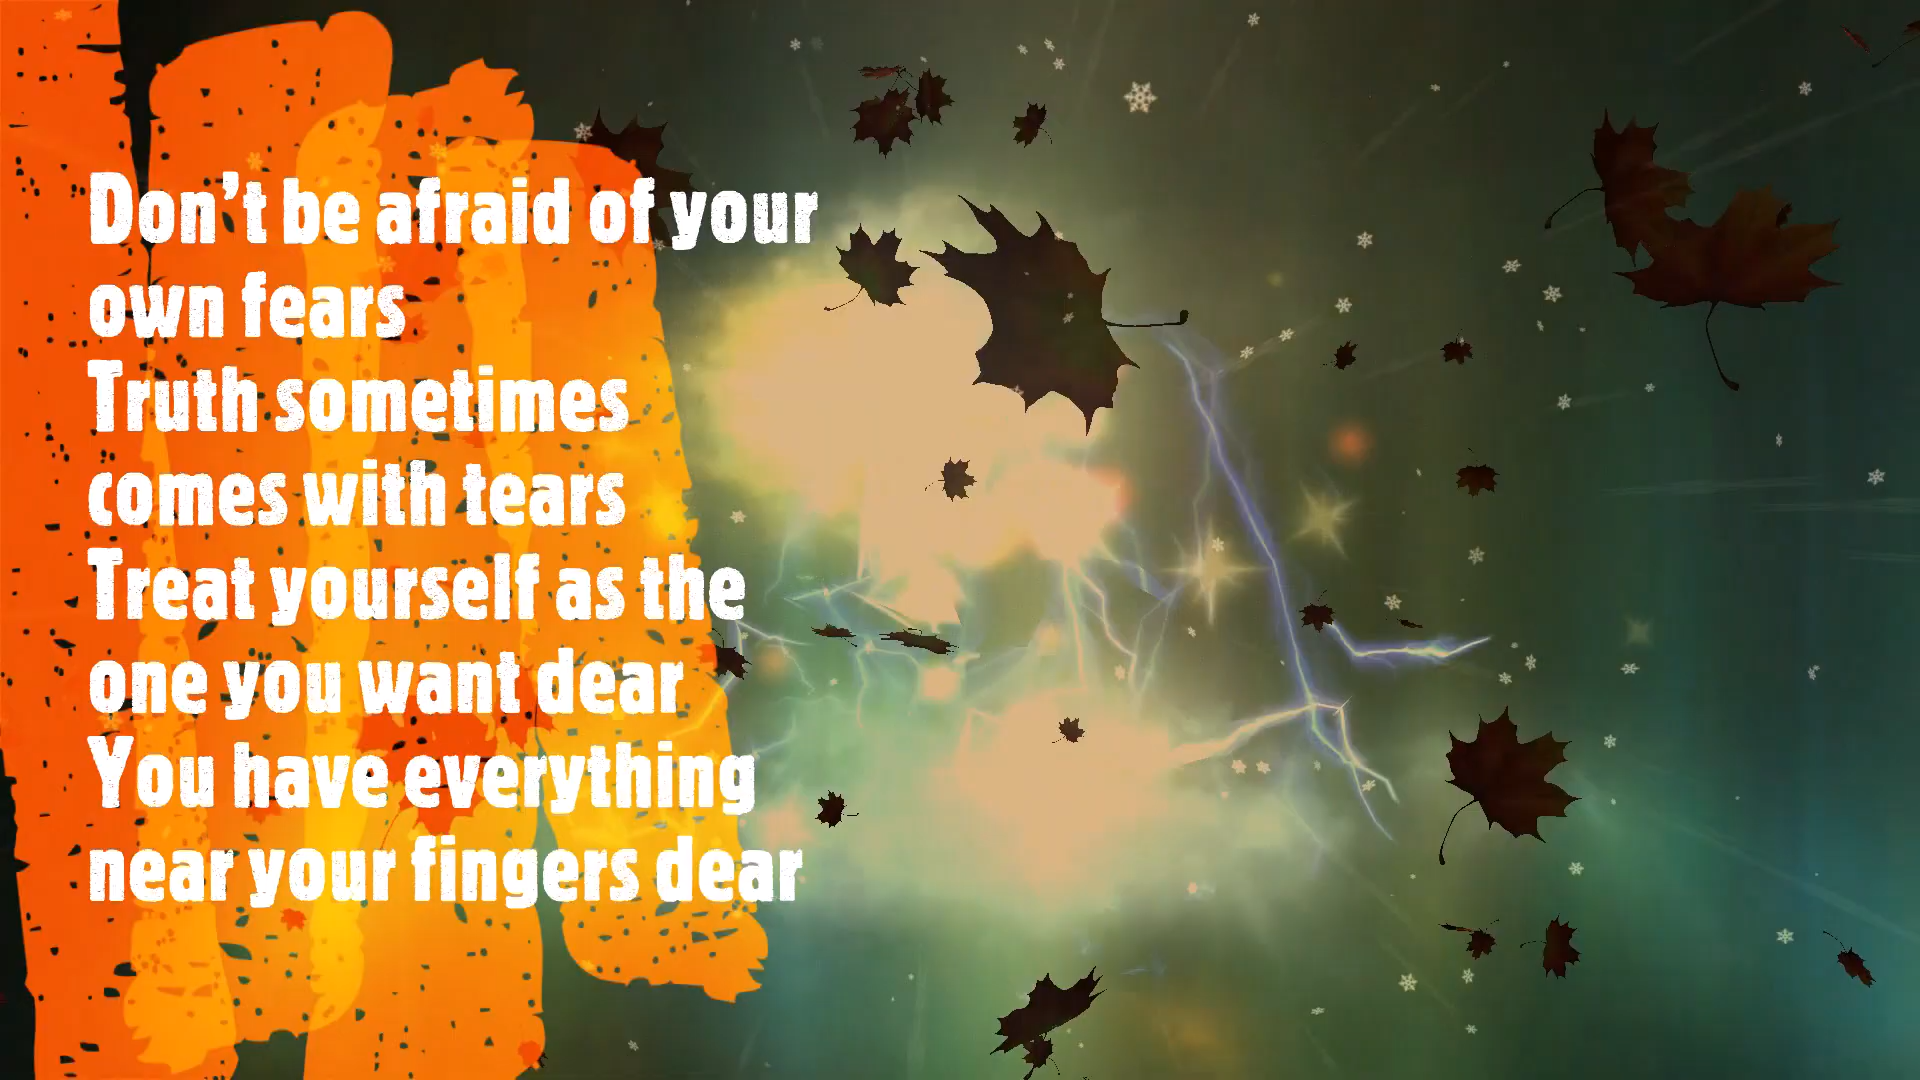 Don't be afraid of your
own fears
Truth sometimes
comes with tears
Treat yourself as the
one you want dear
You have everything
near your fingers dear